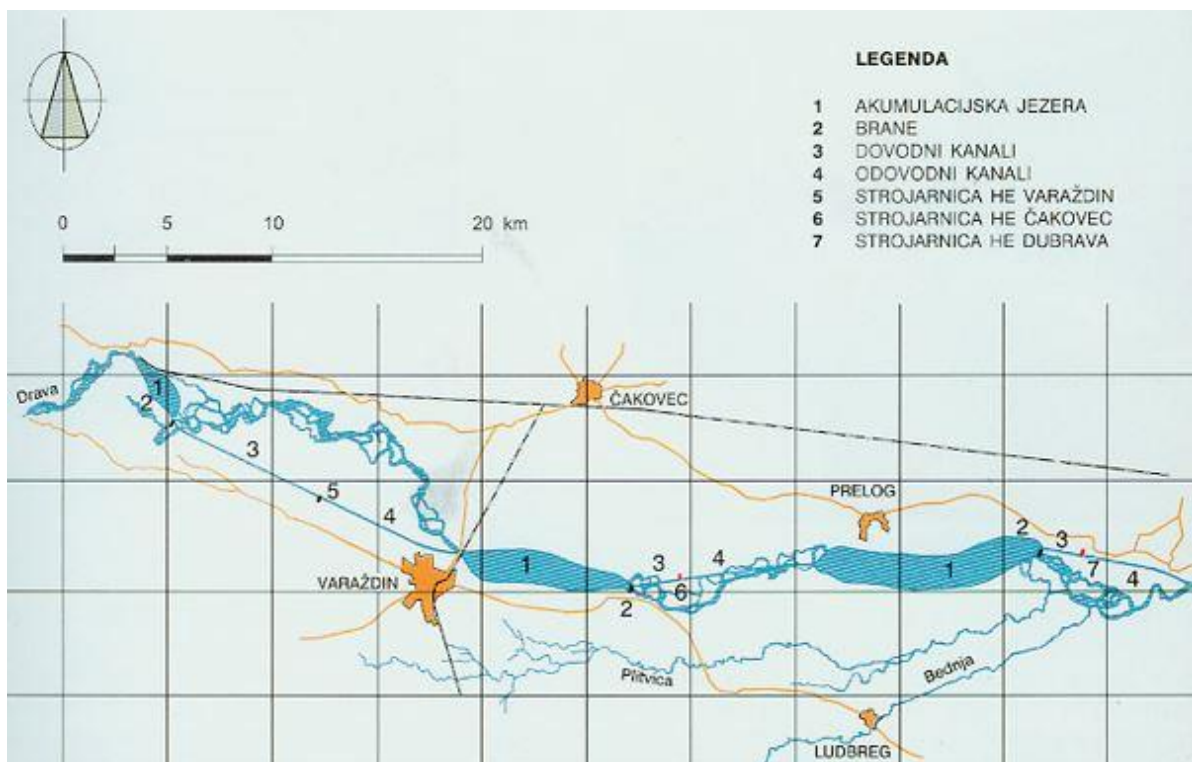 LEGENDA
1 AKUMULACIJSKA JEZERA
2 BRANE
3 DOVODNI KANALI
4 ODOVODNI KANALI
5 STROJARNICA HE VARAŽDIN
6 STROJARNICA HE ČAKOVEC
7 STROJARNICA HE DUBRAVA
0 5 10 20 km
Drava
1
2
3
5
4
ČAKOVEC
PRELOG
VARAŽDIN
1
2
3
6
4
1
2
3
7
4
Plitvica
Bednja
LUDBREG